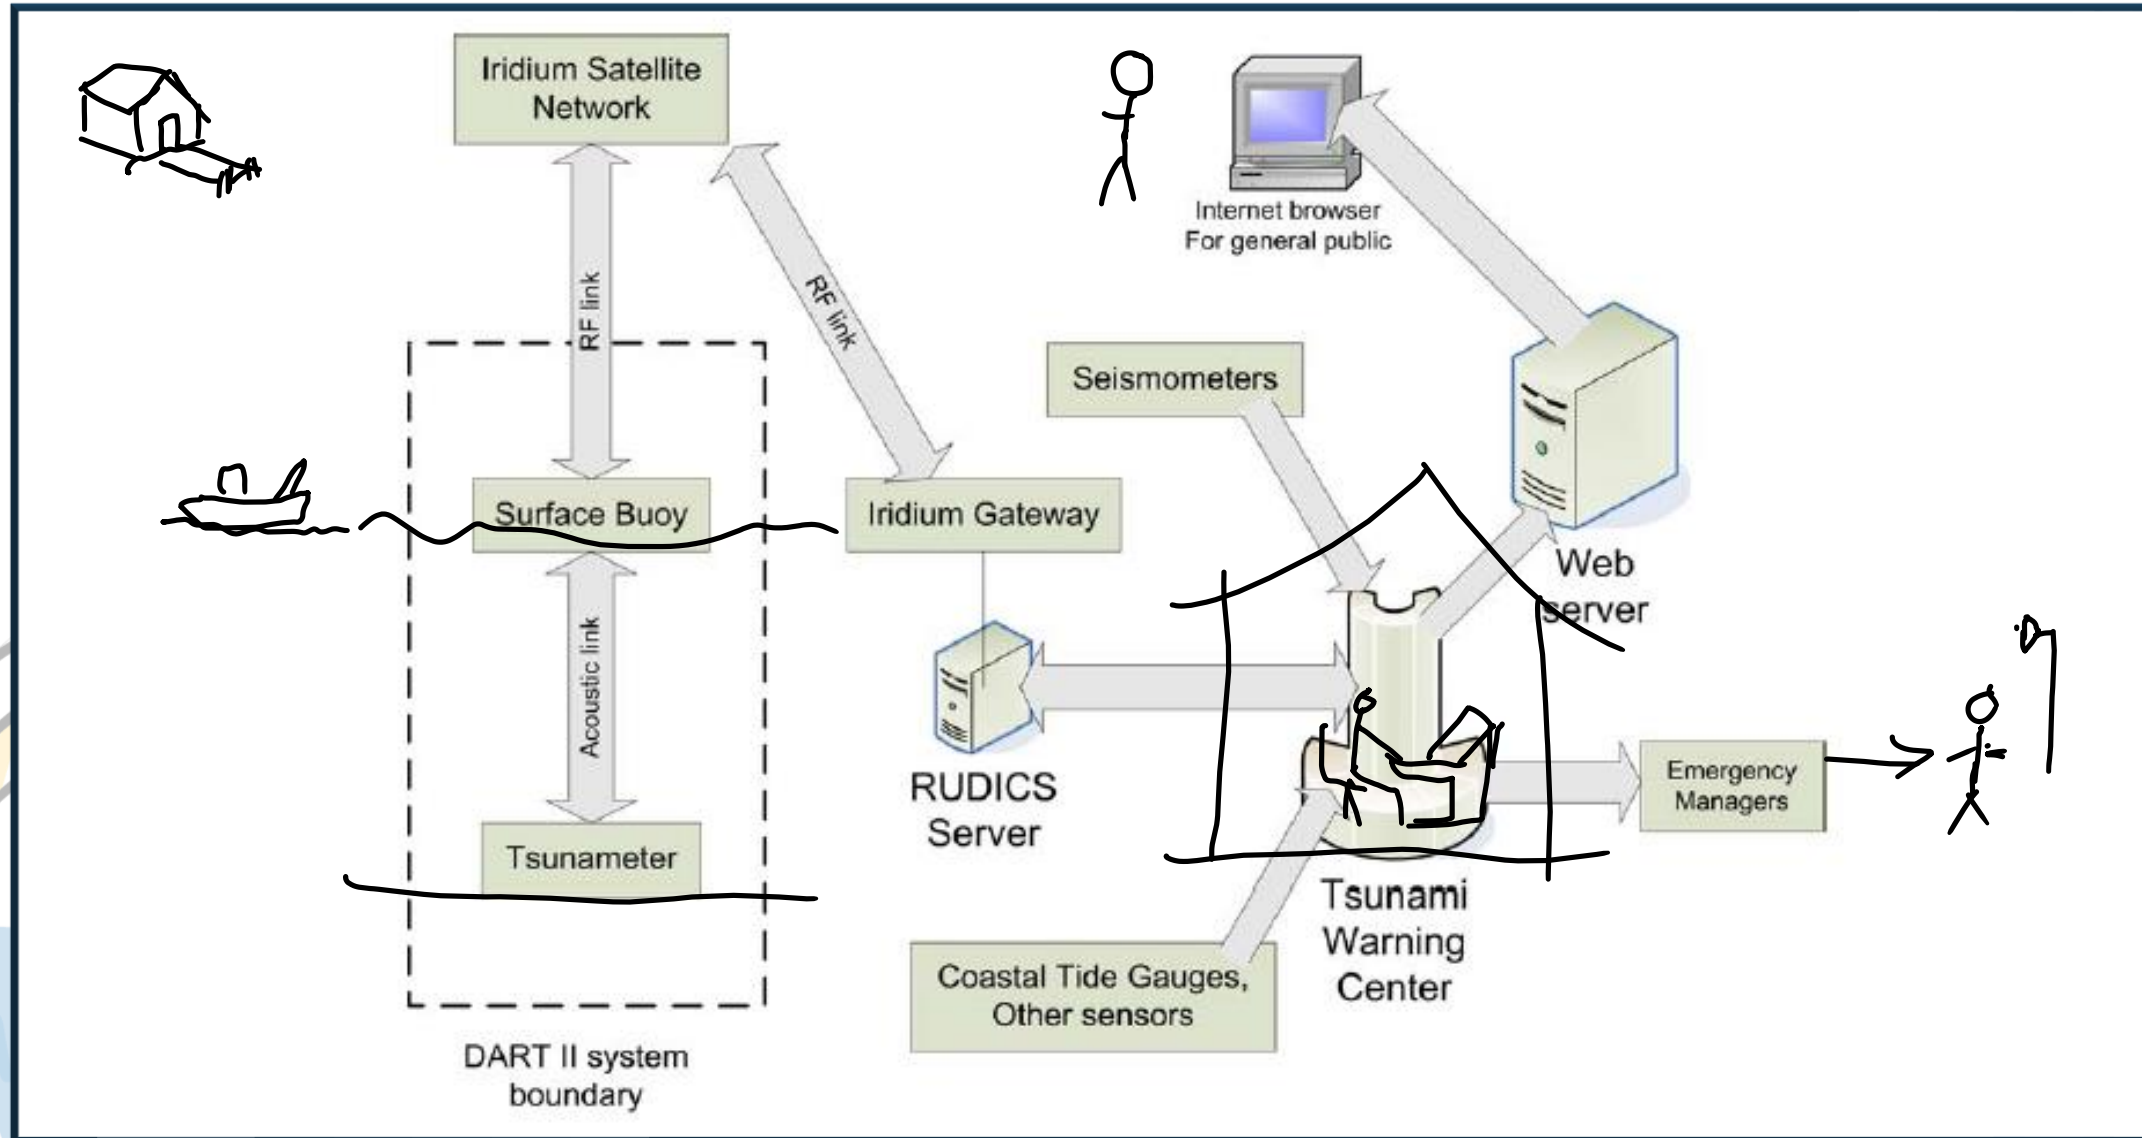 Iridium Satellite
Network
Internet browser
For general public
RF link
RF link
Seismometers
Surface Buoy
Iridium Gateway
Web
server
Acoustic link
RUDICS
Server
Emergency
Managers
Tsunameter
Tsunami
Warning
Center
Coastal Tide Gauges,
Other sensors
DART II system
boundary